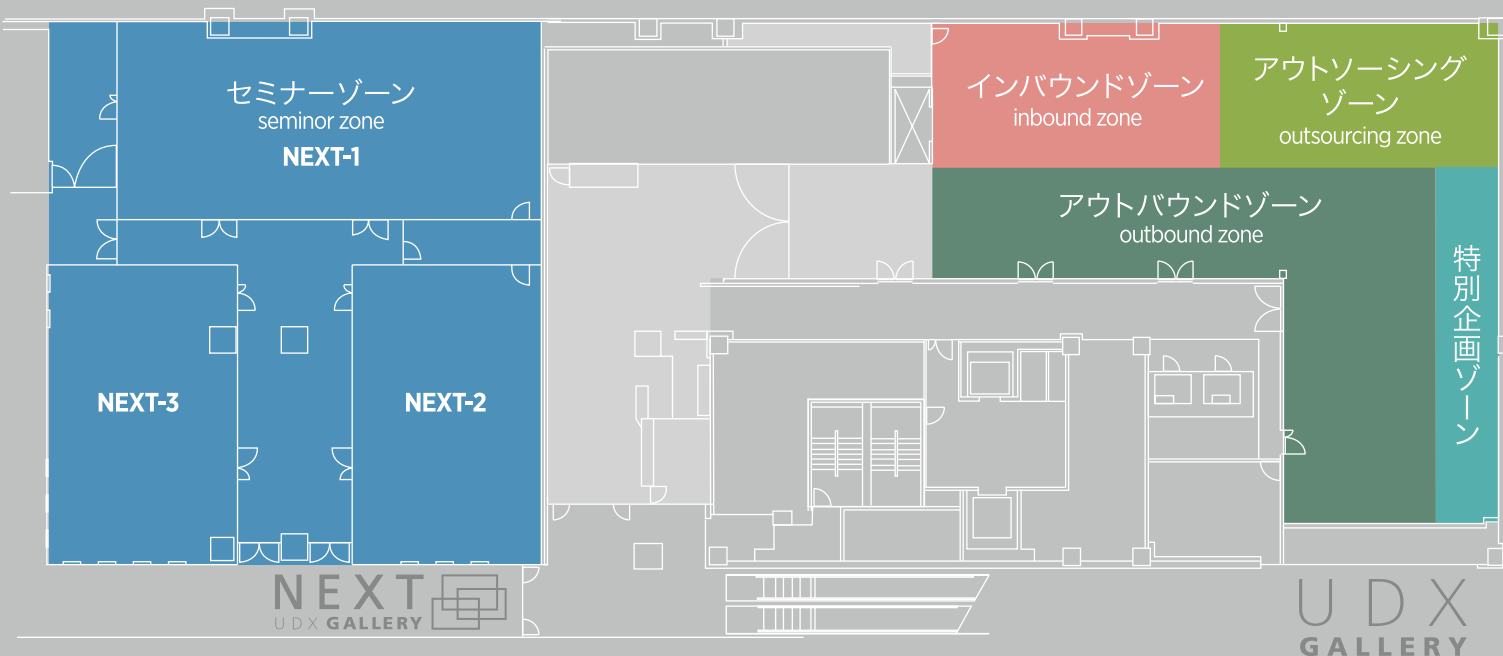 セミナーゾーン
seminor zone
NEXT-1
NEXT-3
NEXT-2
インバウンドゾーン
inbound zone
アウトソーシング
ゾーン
outsourcing zone
アウトバウンドゾーン
outbound zone
特別企画ゾーン
NEXT
UDX GALLERY
UDX
GALLERY